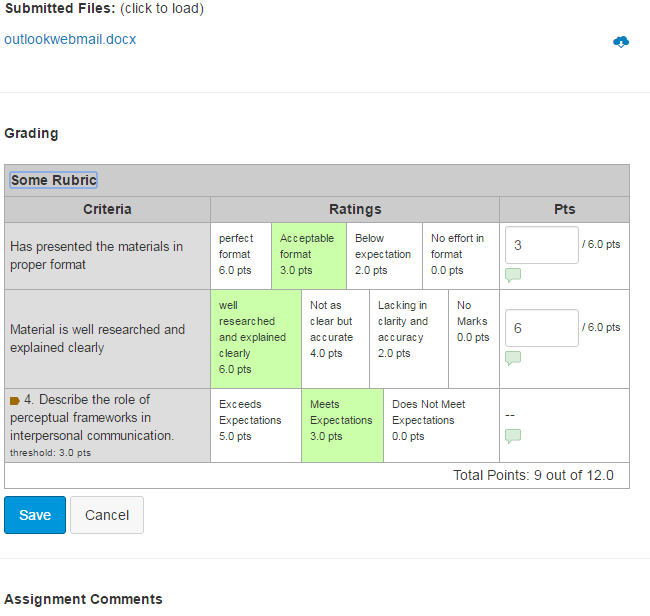 Submitted Files: (click to load)
outlookwebmail.docx
Grading
Some Rubric
Criteria
Ratings
Pts
Has presented the materials in
proper format
perfect
format
6.0 pts
Acceptable
format
3.0 pts
Below
expectation
2.0 pts
No effort in
format
0.0 pts
3 / 6.0 pts
Material is well researched and
explained clearly
well
researched
and explained
clearly
6.0 pts
Not as
clear but
accurate
4.0 pts
Lacking in
clarity and
accuracy
2.0 pts
No
Marks
0.0 pts
6 / 6.0 pts
4. Describe the role of
perceptual frameworks in
interpersonal communication.
threshold: 3.0 pts
Exceeds
Expectations
5.0 pts
Meets
Expectations
3.0 pts
Does Not Meet
Expectations
0.0 pts
--
Total Points: 9 out of 12.0
Save
Cancel
Assignment Comments